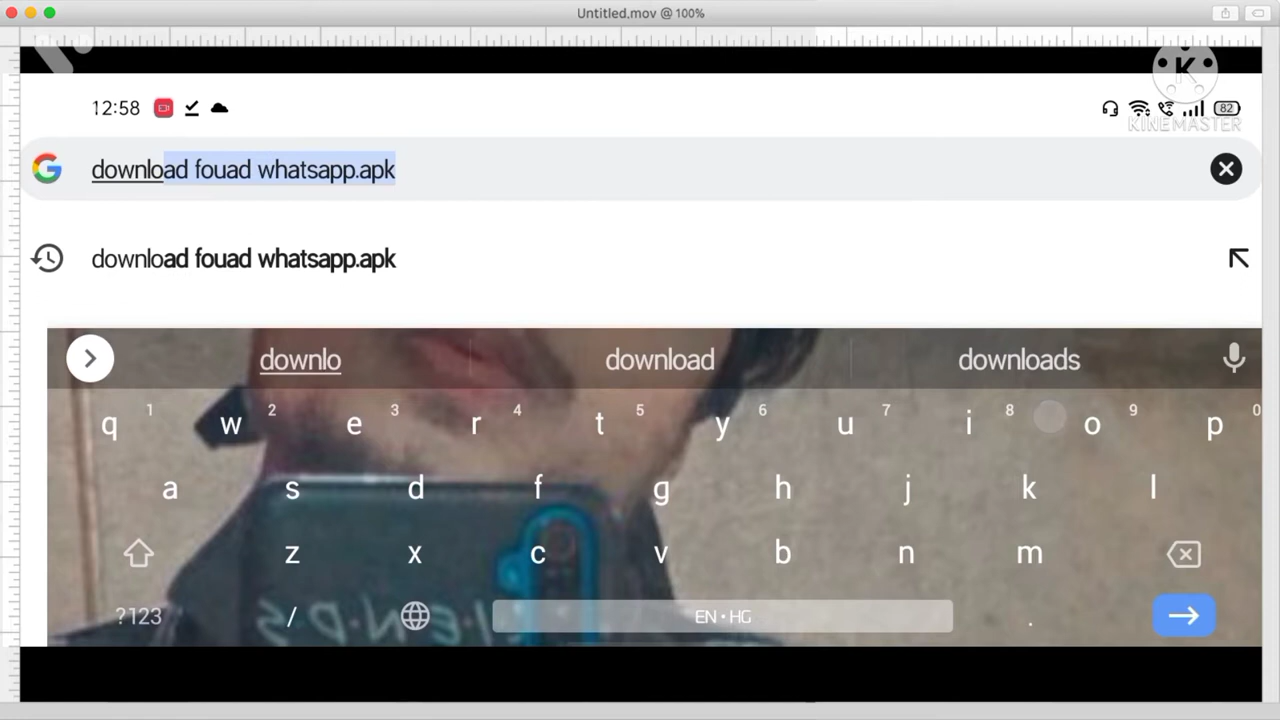 Untitled.mov @ 100%
12:58
82
KINEMASTER
download fouad whatsapp.apk
download fouad whatsapp.apk
downlo download downloads
1 2 3 4 5 6 7 8 9 0
q w e r t y u i o p
a s d f g h j k l
z x c v b n m
?123 / EN • HG .